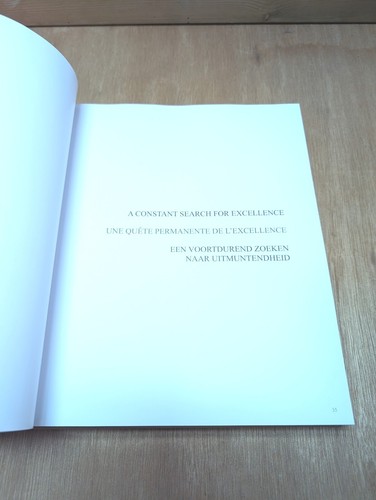 A CONSTANT SEARCH FOR EXCELLENCE
UNE QUÊTE PERMANENTE DE L'EXCELLENCE
EEN VOORTDUREND ZOEKEN
NAAR UITMUNTENDHEID